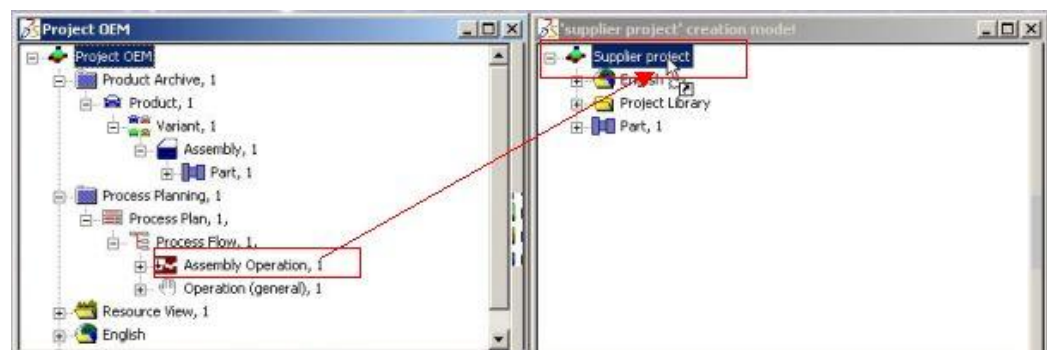 Project OEM
Project OEM
Product Archive, 1
Product, 1
Variant, 1
Assembly, 1
Part, 1
Process Planning, 1
Process Plan, 1,
Process Flow, 1,
Assembly Operation, 1
Operation (general), 1
Resource View, 1
English
'supplier project' creation model
Supplier project
English
Project Library
Part, 1